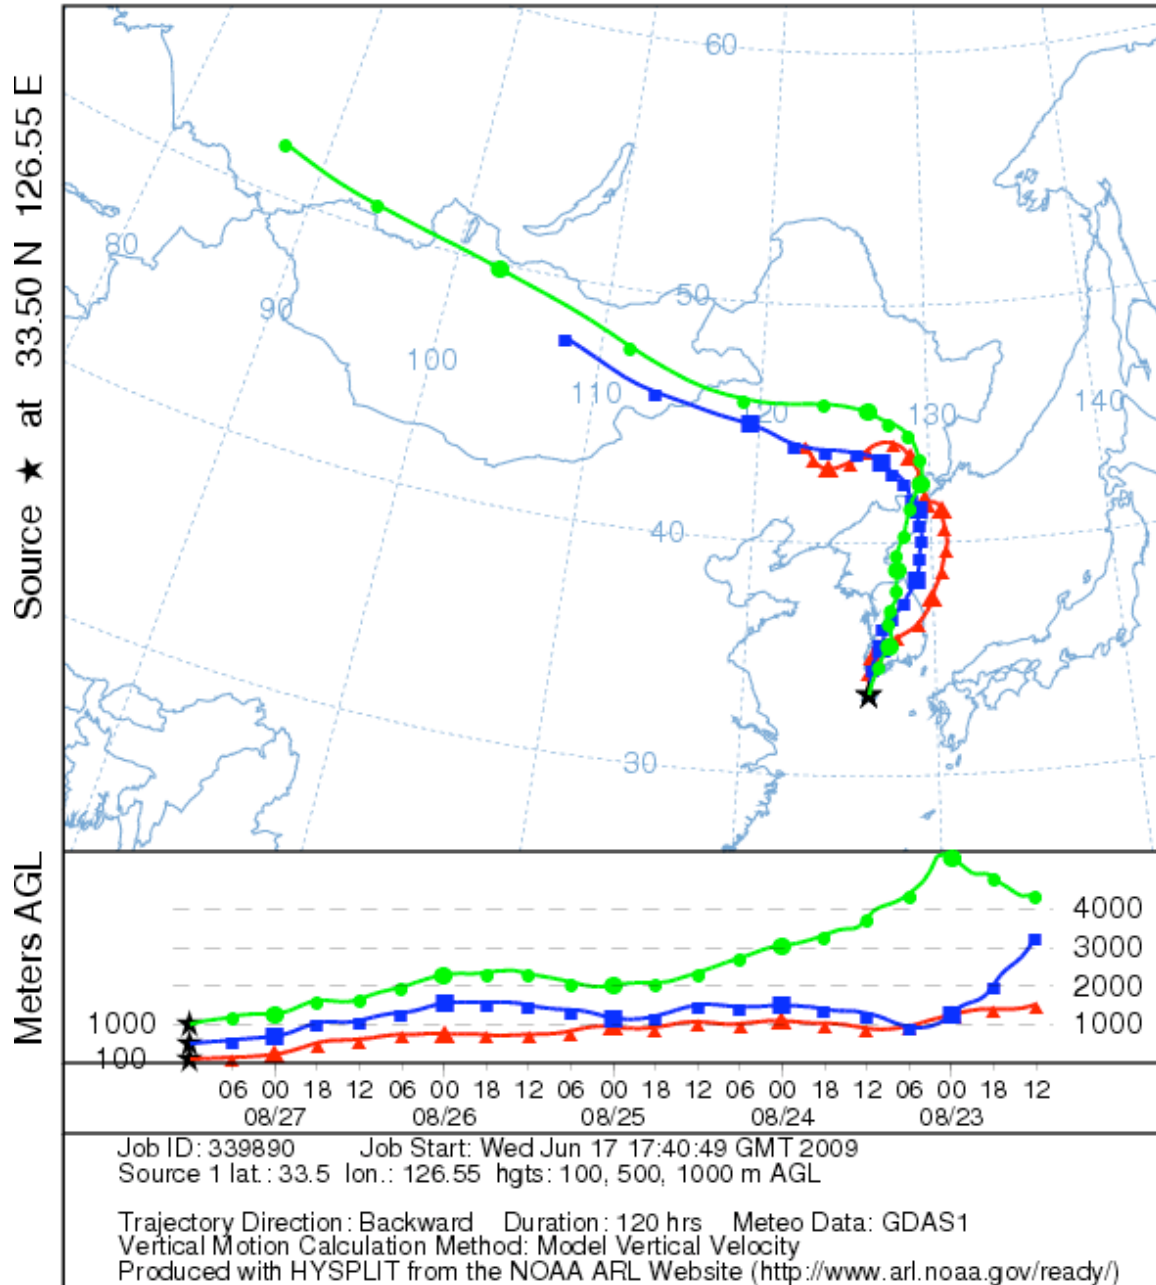 Source ★ at 33.50 N 126.55 E
60
80
90
50
100
110
20
130
140
40
30
Meters AGL
4000
3000
2000
1000
1000
100
06 00 18 12 06 00 18 12 06 00 18 12 06 00 18 12 06 00 18 12
08/27 08/26 08/25 08/24 08/23
Job ID: 339890 Job Start: Wed Jun 17 17:40:49 GMT 2009
Source 1 lat.: 33.5 lon.: 126.55 hgts: 100, 500, 1000 m AGL
Trajectory Direction: Backward Duration: 120 hrs Meteo Data: GDAS1
Vertical Motion Calculation Method: Model Vertical Velocity
Produced with HYSPLIT from the NOAA ARL Website (http://www.arl.noaa.gov/ready/)